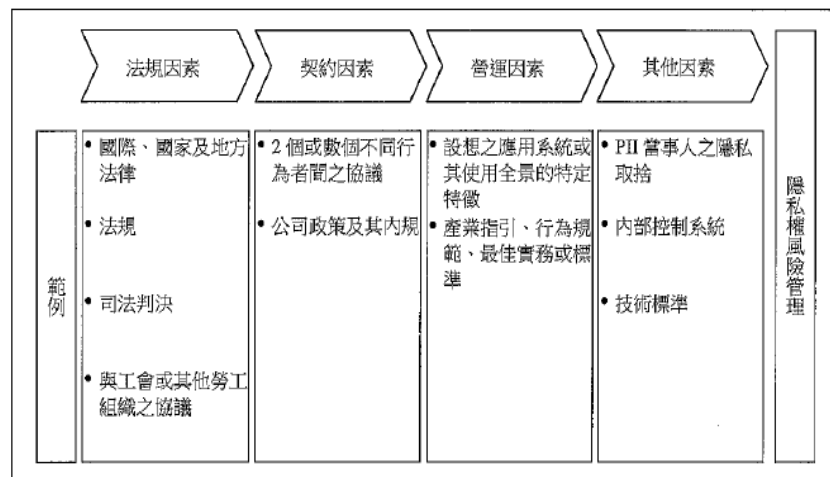 法規因素
契約因素
營運因素
其他因素
隱私權風險管理
範例
• 國際、國家及地方
法律
• 法規
• 司法判決
• 與工會或其他勞工
組織之協議
• 2 個或數個不同行
為者間之協議
• 公司政策及其內規
• 設想之應用系統或
其使用全景的特定
特徵
• 產業指引、行為規
範、最佳實務或標
準
• PII 當事人之隱私
取捨
• 內部控制系統
• 技術標準